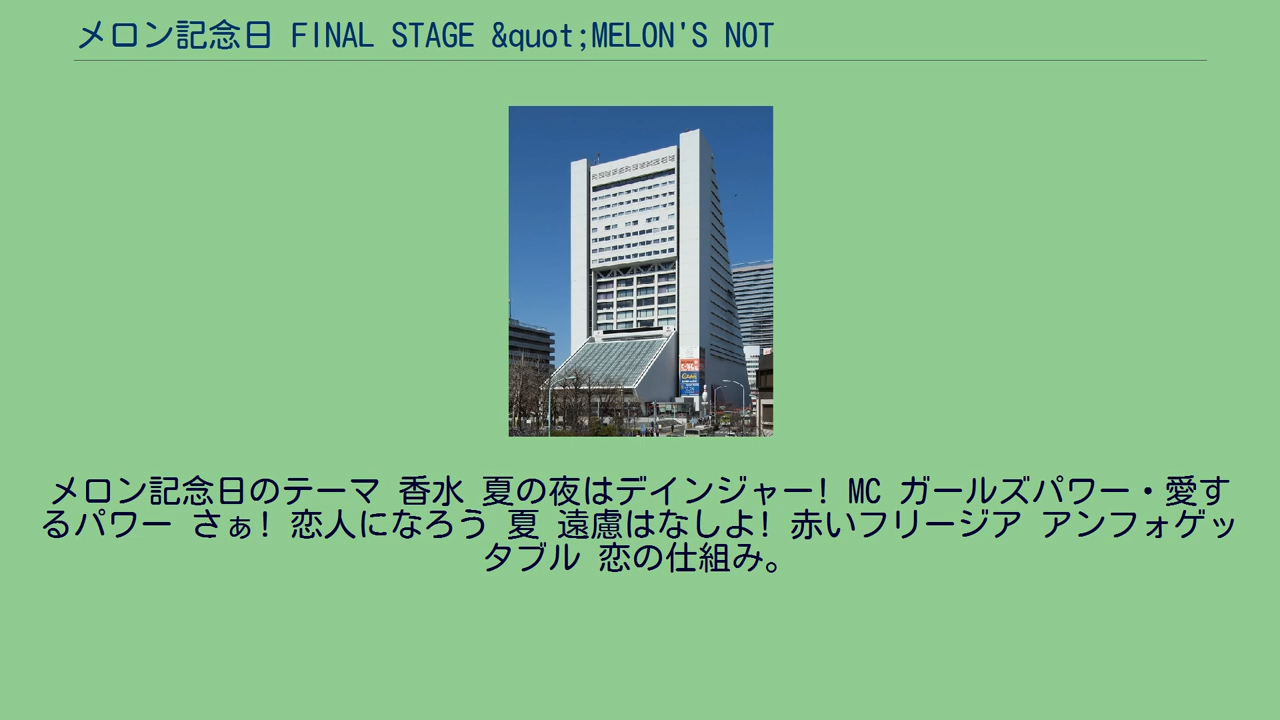 メロン記念日 FINAL STAGE &quot;MELON'S NOT
メロン記念日のテーマ 香水 夏の夜はデインジャー! MC ガールズパワー・愛す
るパワー さぁ! 恋人になろう 夏 遠慮はなしよ! 赤いフリージア アンフォゲッ
タブル 恋の仕組み。